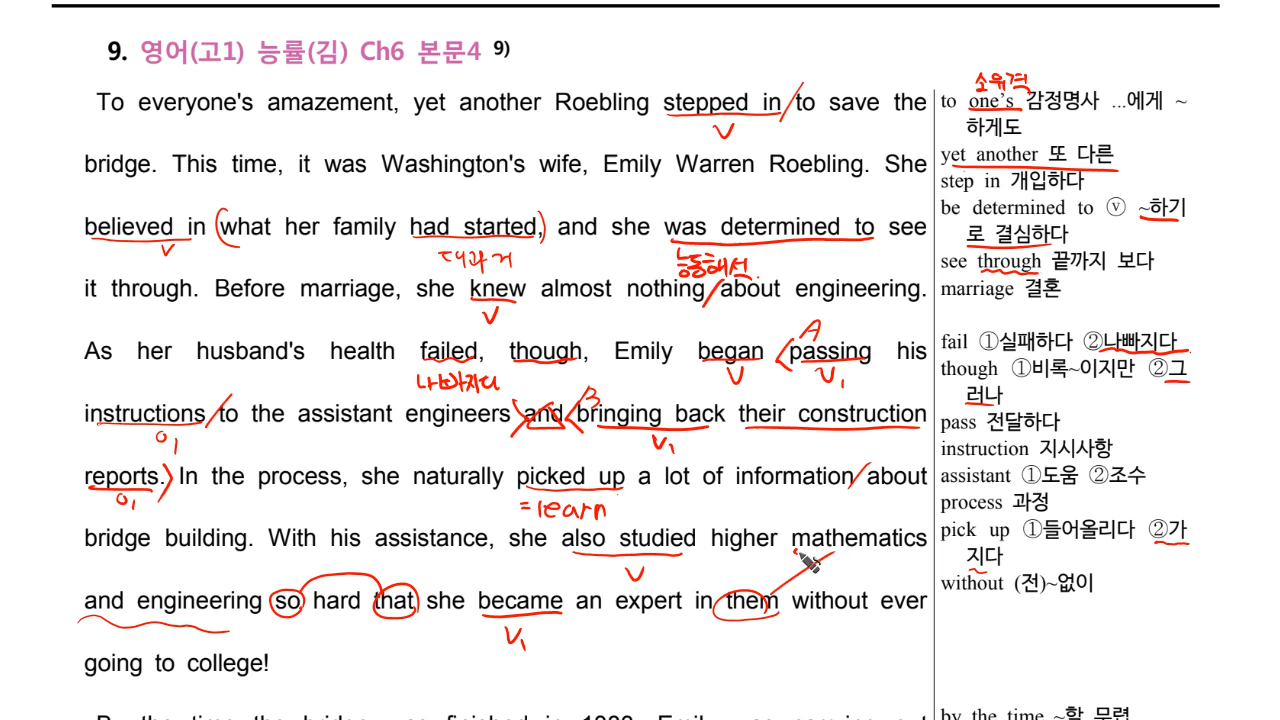 9. 영어(고1) 능률(김) Ch6 본문4 9)
To everyone's amazement, yet another Roebling stepped in to save the
V
bridge. This time, it was Washington's wife, Emily Warren Roebling. She
believed in what her family had started, and she was determined to see
V 대과거 능동해석
it through. Before marriage, she knew almost nothing about engineering.
V
A
As her husband's health failed, though, Emily began passing his
나빠지다 V V1
B
instructions to the assistant engineers and bringing back their construction
O1 V1
reports. In the process, she naturally picked up a lot of information about
O1 =learn
bridge building. With his assistance, she also studied higher mathematics
V
and engineering so hard that she became an expert in them without ever
V1
going to college!
소유격
to one's 감정명사 ...에게 ~
하게도
yet another 또 다른
step in 개입하다
be determined to ⓥ ~하기
로 결심하다
see through 끝까지 보다
marriage 결혼
fail ①실패하다 ②나빠지다
though ①비록~이지만 ②그
러나
pass 전달하다
instruction 지시사항
assistant ①도움 ②조수
process 과정
pick up ①들어올리다 ②가
지다
without (전)~없이
by the time ~할 무렵